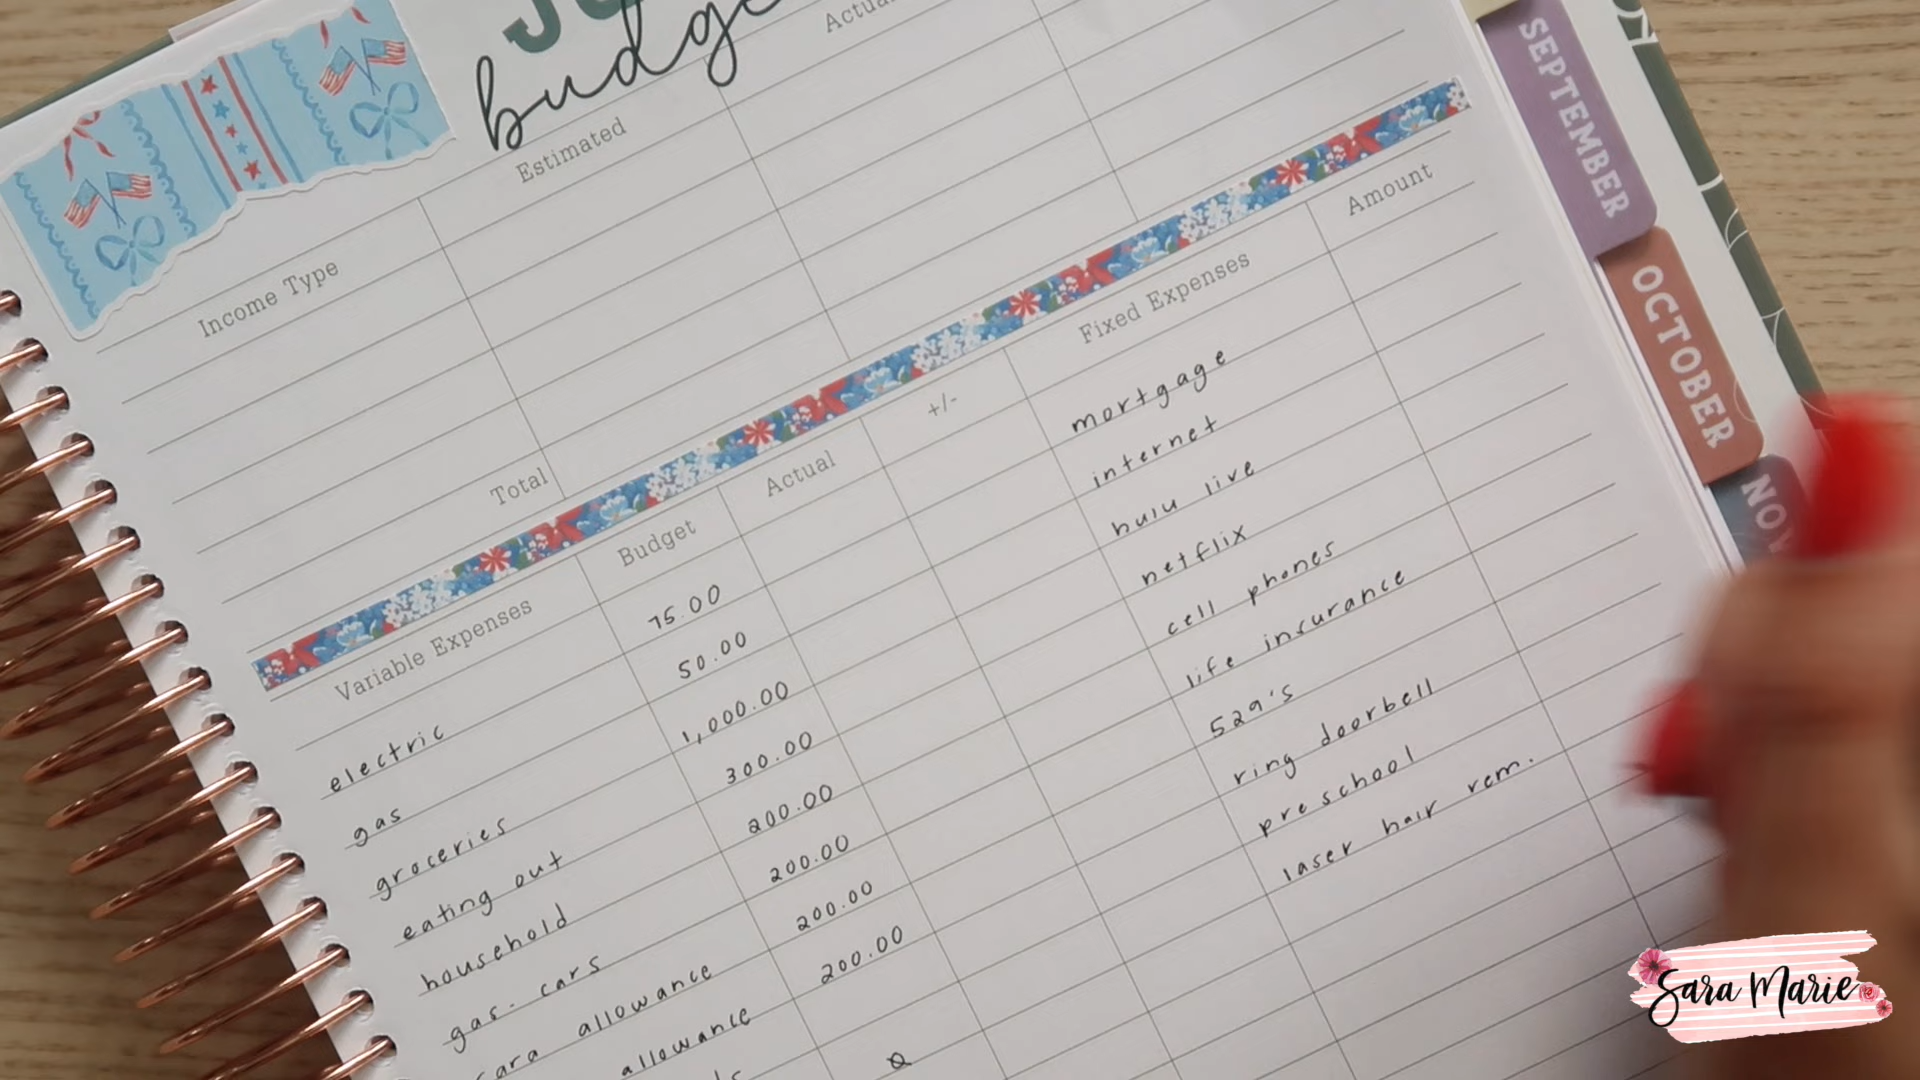 budge
Actual
Income Type Estimated
Total
Variable Expenses Budget Actual +/- Fixed Expenses Amount
electric 75.00 mortgage
gas 50.00 internet
groceries 1,000.00 hulu live
eating out 300.00 netflix
household 200.00 cell phones
gas - cars 200.00 life insurance
sara allowance 200.00 529's
allowance 200.00 ring doorbell
preschool
laser hair rem.
SEPTEMBER
OCTOBER
NOV
Sara Marie